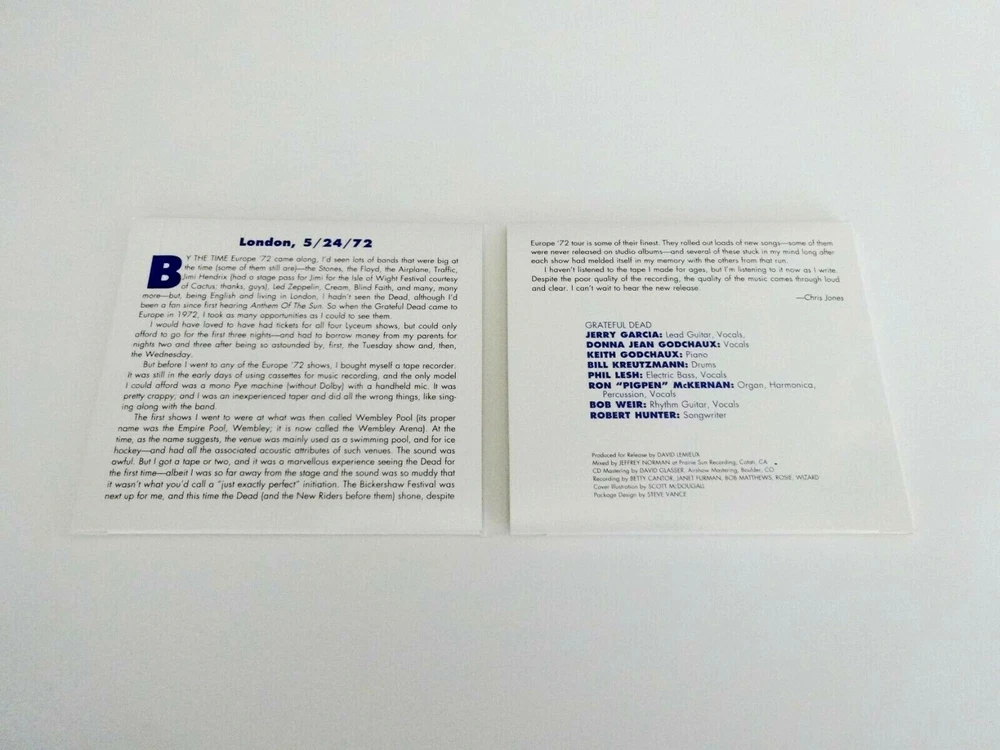 London, 5/24/72
BY THE TIME Europe '72 came along, I'd seen lots of bands that were big at
the time (some of them still are)—the Stones, the Floyd, the Airplane, Traffic,
Jimi Hendrix (had a stage pass for Jimi for the Isle of Wight Festival courtesy
of Cactus; thanks, guys), Led Zeppelin, Cream, Blind Faith, and many, many
more—but, being English and living in London, I hadn't seen the Dead, although I'd
been a fan since first hearing Anthem Of The Sun. So when the Grateful Dead came to
Europe in 1972, I took as many opportunities as I could to see them.
I would have loved to have had tickets for all four Lyceum shows, but could only
afford to go for the first three nights—and had to borrow money from my parents for
nights two and three after being so astounded by, first, the Tuesday show and, then,
the Wednesday.
But before I went to any of the Europe '72 shows, I bought myself a tape recorder.
It was still in the early days of using cassettes for music recording, and the only model
I could afford was a mono Pye machine (without Dolby) with a handheld mic. It was
pretty crappy; and I was an inexperienced taper and did all the wrong things, like sing-
ing along with the band.
The first shows I went to were at what was then called Wembley Pool (its proper
name was the Empire Pool, Wembley; it is now called the Wembley Arena). At the
time, as the name suggests, the venue was mainly used as a swimming pool, and for ice
hockey—and had all the associated acoustic attributes of such venues. The sound was
awful. But I got a tape or two, and it was a marvellous experience seeing the Dead for
the first time—albeit I was so far away from the stage and the sound was so muddy that
it wasn't what you'd call a "just exactly perfect" initiation. The Bickershaw Festival was
next up for me, and this time the Dead (and the New Riders before them) shone, despite
Europe '72 tour is some of their finest. They rolled out loads of new songs—some of them
were never released on studio albums—and several of these stuck in my mind long after
each show had melded itself in my memory with the others from that run.
I haven't listened to the tape I made for ages, but I'm listening to it now as I write.
Despite the poor quality of the recording, the quality of the music comes through loud
and clear. I can't wait to hear the new release.
—Chris Jones
GRATEFUL DEAD
JERRY GARCIA: Lead Guitar, Vocals
DONNA JEAN GODCHAUX: Vocals
KEITH GODCHAUX: Piano
BILL KREUTZMANN: Drums
PHIL LESH: Electric Bass, Vocals
RON "PIGPEN" McKERNAN: Organ, Harmonica,
Percussion, Vocals
BOB WEIR: Rhythm Guitar, Vocals
ROBERT HUNTER: Songwriter
Produced for Release by DAVID LEMIEUX
Mixed by JEFFREY NORMAN at Prairie Sun Recording, Cotati, CA
CD Mastering by DAVID GLASSER, Airshow Mastering, Boulder, CO
Recording by BETTY CANTOR, JANET FURMAN, BOB MATTHEWS, ROSIE, WIZARD
Cover Illustration by SCOTT McDOUGALL
Package Design by STEVE VANCE